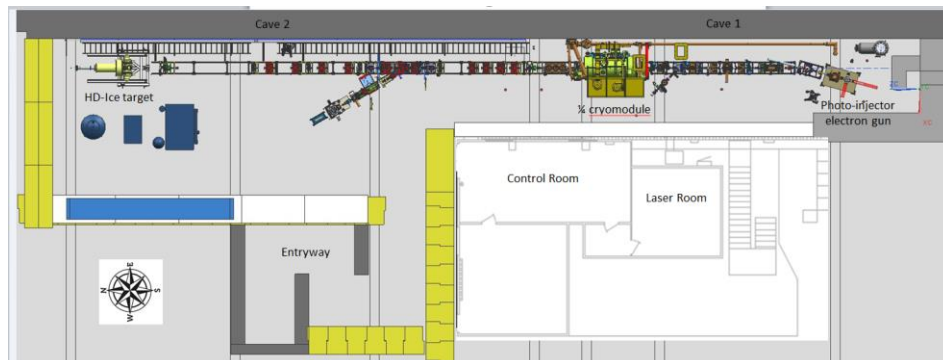 Cave 2
Cave 1
HD-Ice target
¼ cryomodule
Photo-injector
electron gun
Control Room
Laser Room
Entryway
E
N
S
W